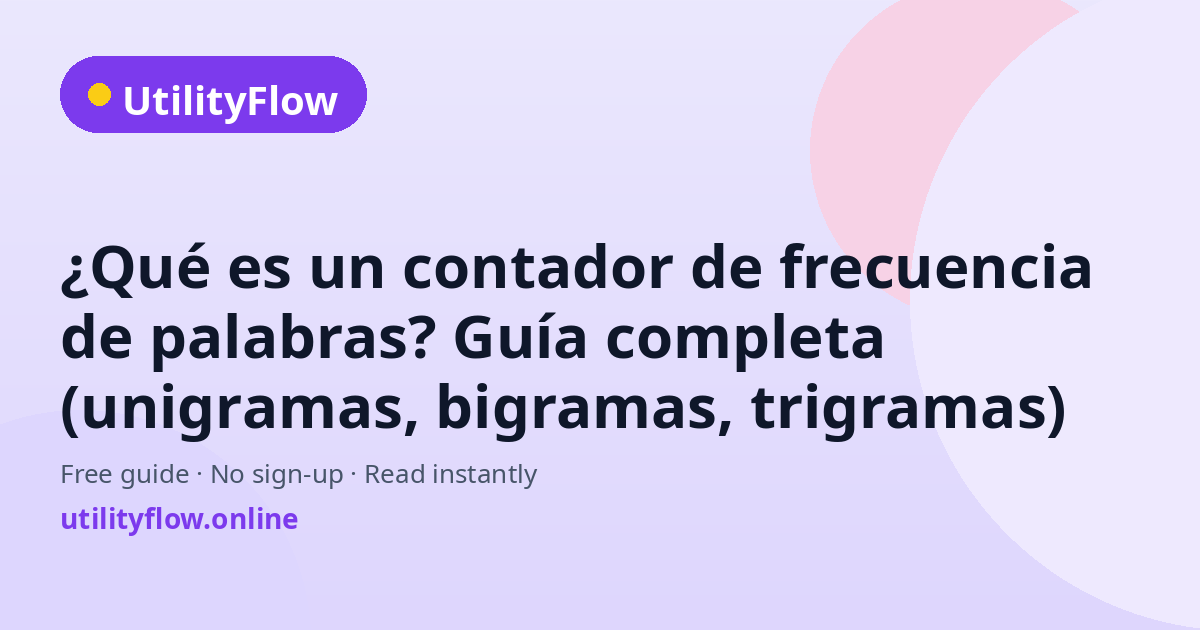 UtilityFlow
¿Qué es un contador de frecuencia
de palabras? Guía completa
(unigramas, bigramas, trigramas)
Free guide · No sign-up · Read instantly
utilityflow.online